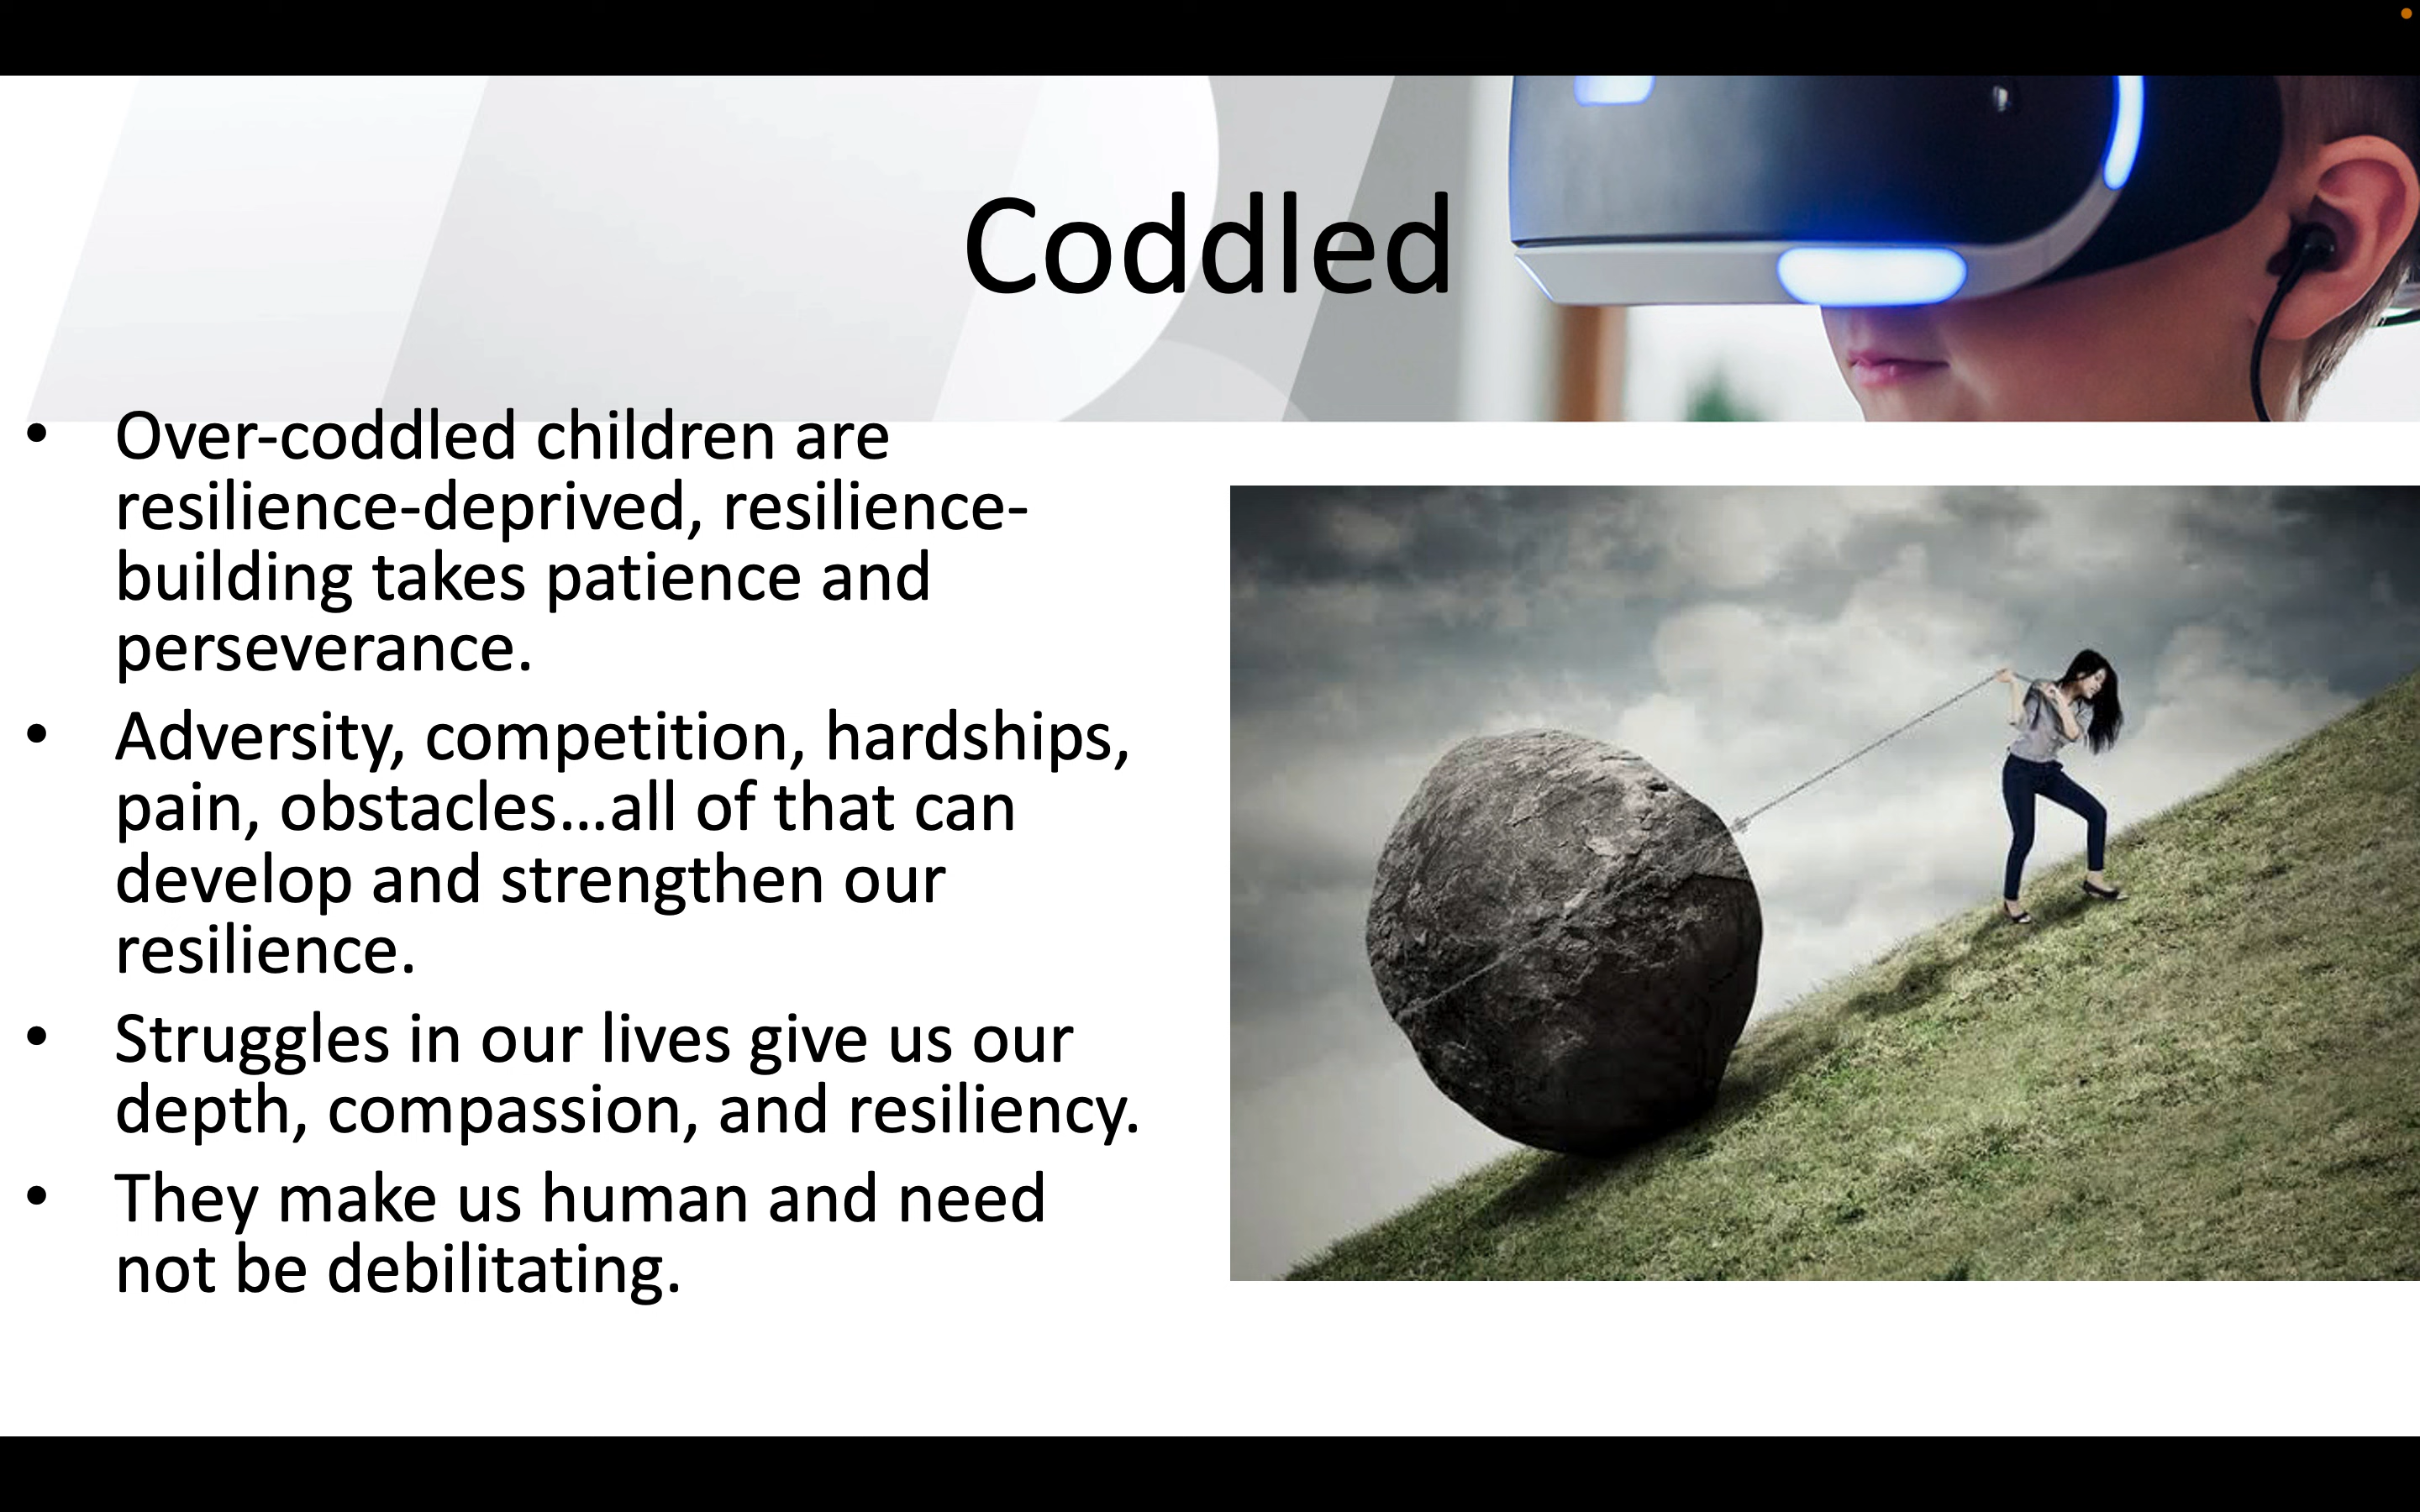 Coddled
• Over-coddled children are
resilience-deprived, resilience-
building takes patience and
perseverance.
• Adversity, competition, hardships,
pain, obstacles...all of that can
develop and strengthen our
resilience.
• Struggles in our lives give us our
depth, compassion, and resiliency.
• They make us human and need
not be debilitating.